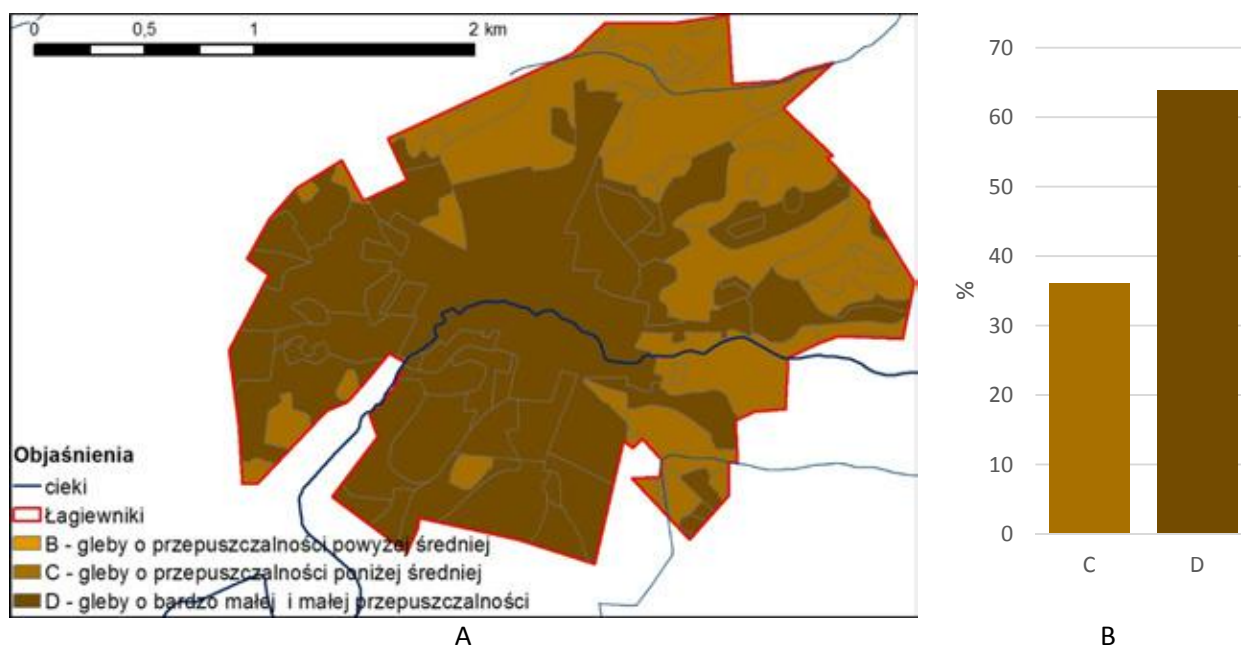 0 0,5 1 2 km
Objaśnienia
cieki
Łagiewniki
B - gleby o przepuszczalności powyżej średniej
C - gleby o przepuszczalności poniżej średniej
D - gleby o bardzo małej i małej przepuszczalności
A
70
60
50
40
30
20
10
0
%
C D
B